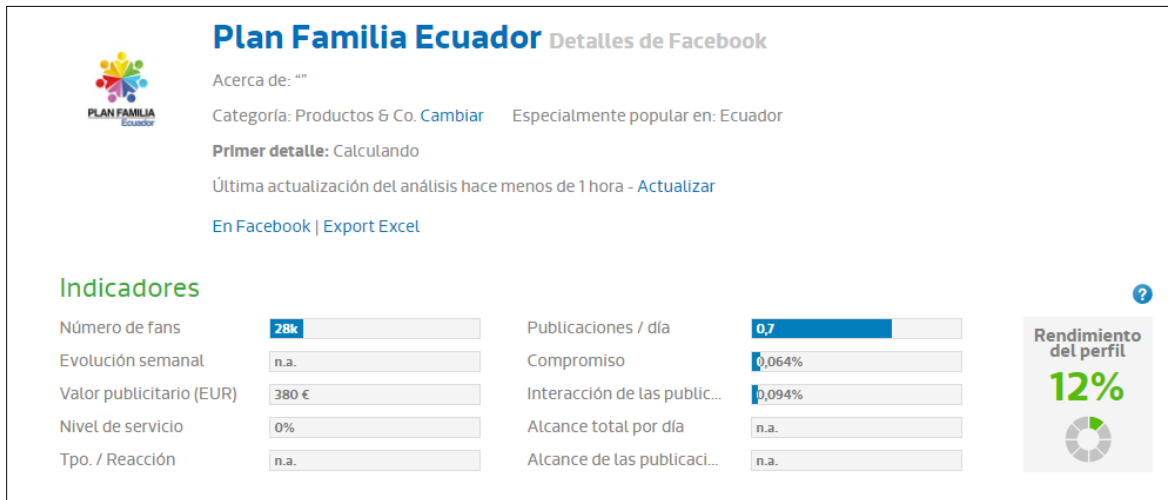 Plan Familia Ecuador Detalles de Facebook
PLAN FAMILIA
Ecuador
Acerca de: “”
Categoría: Productos & Co. Cambiar Especialmente popular en: Ecuador
Primer detalle: Calculando
Última actualización del análisis hace menos de 1 hora - Actualizar
En Facebook | Export Excel
Indicadores
?
Número de fans 28k
Evolución semanal n.a.
Valor publicitario (EUR) 380 €
Nivel de servicio 0%
Tpo. / Reacción n.a.
Publicaciones / día 0,7
Compromiso 0,064%
Interacción de las public... 0,094%
Alcance total por día n.a.
Alcance de las publicaci... n.a.
Rendimiento
del perfil
12%